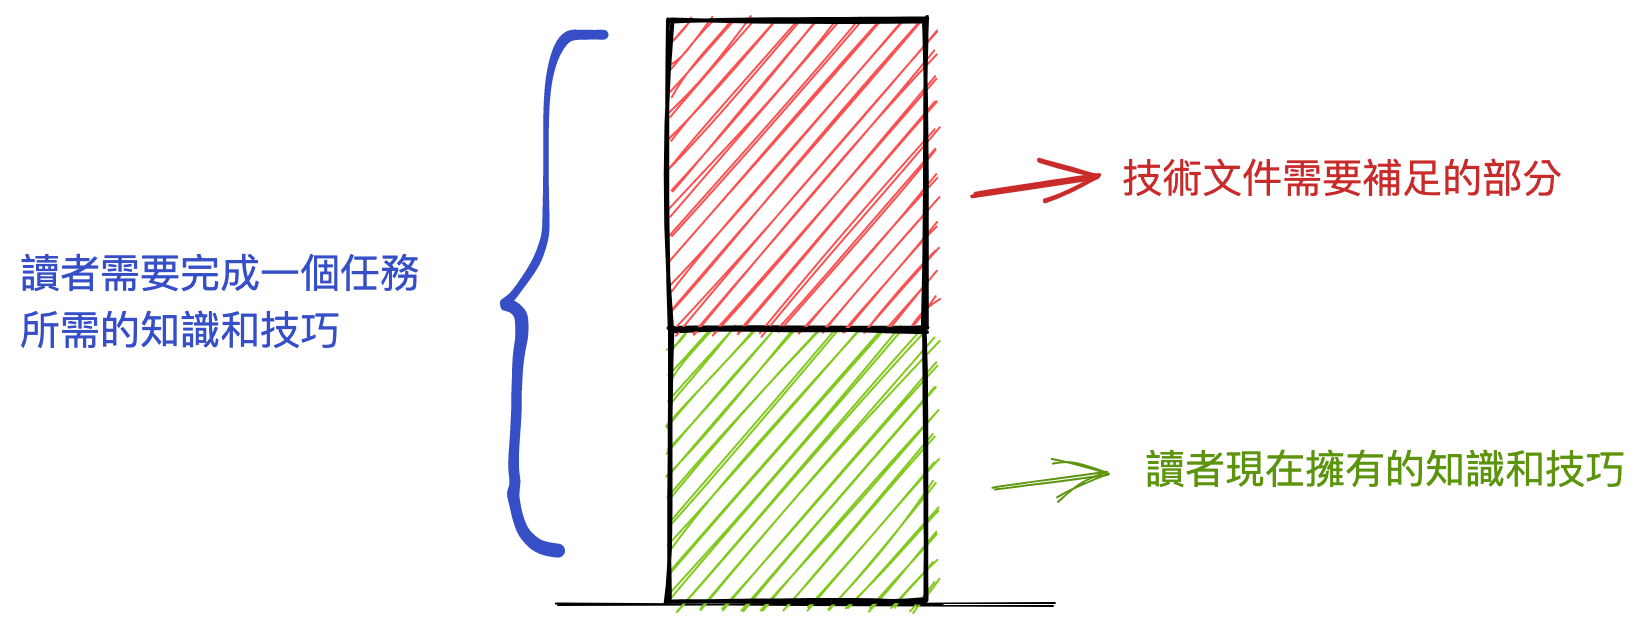 讀者需要完成一個任務
所需的知識和技巧
技術文件需要補足的部分
讀者現在擁有的知識和技巧